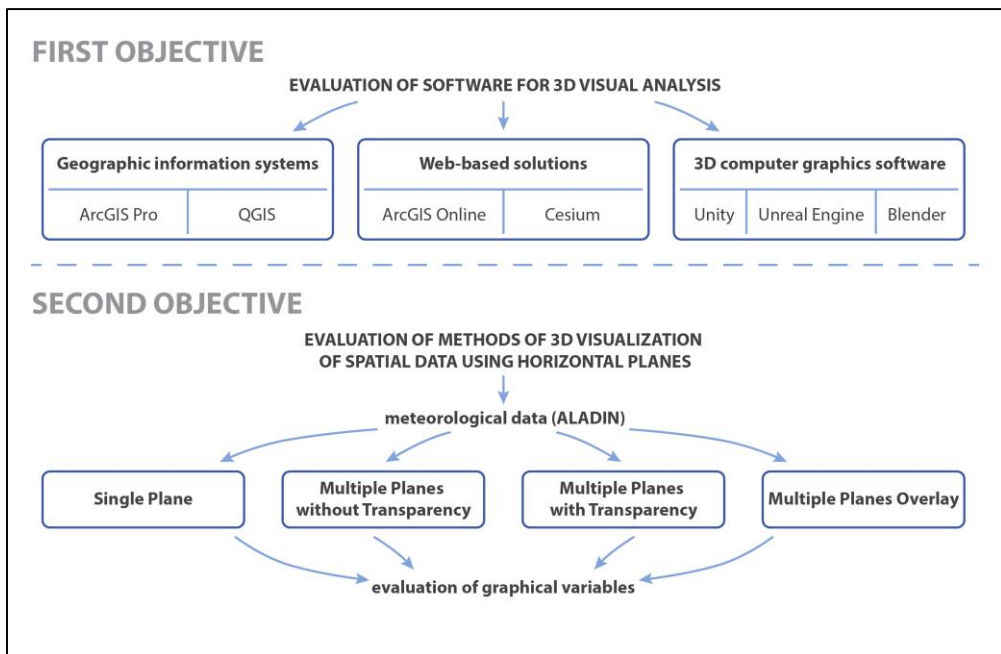 FIRST OBJECTIVE
EVALUATION OF SOFTWARE FOR 3D VISUAL ANALYSIS
Geographic information systems
ArcGIS Pro
QGIS
Web-based solutions
ArcGIS Online
Cesium
3D computer graphics software
Unity
Unreal Engine
Blender
SECOND OBJECTIVE
EVALUATION OF METHODS OF 3D VISUALIZATION
OF SPATIAL DATA USING HORIZONTAL PLANES
meteorological data (ALADIN)
Single Plane
Multiple Planes
without Transparency
Multiple Planes
with Transparency
Multiple Planes Overlay
evaluation of graphical variables